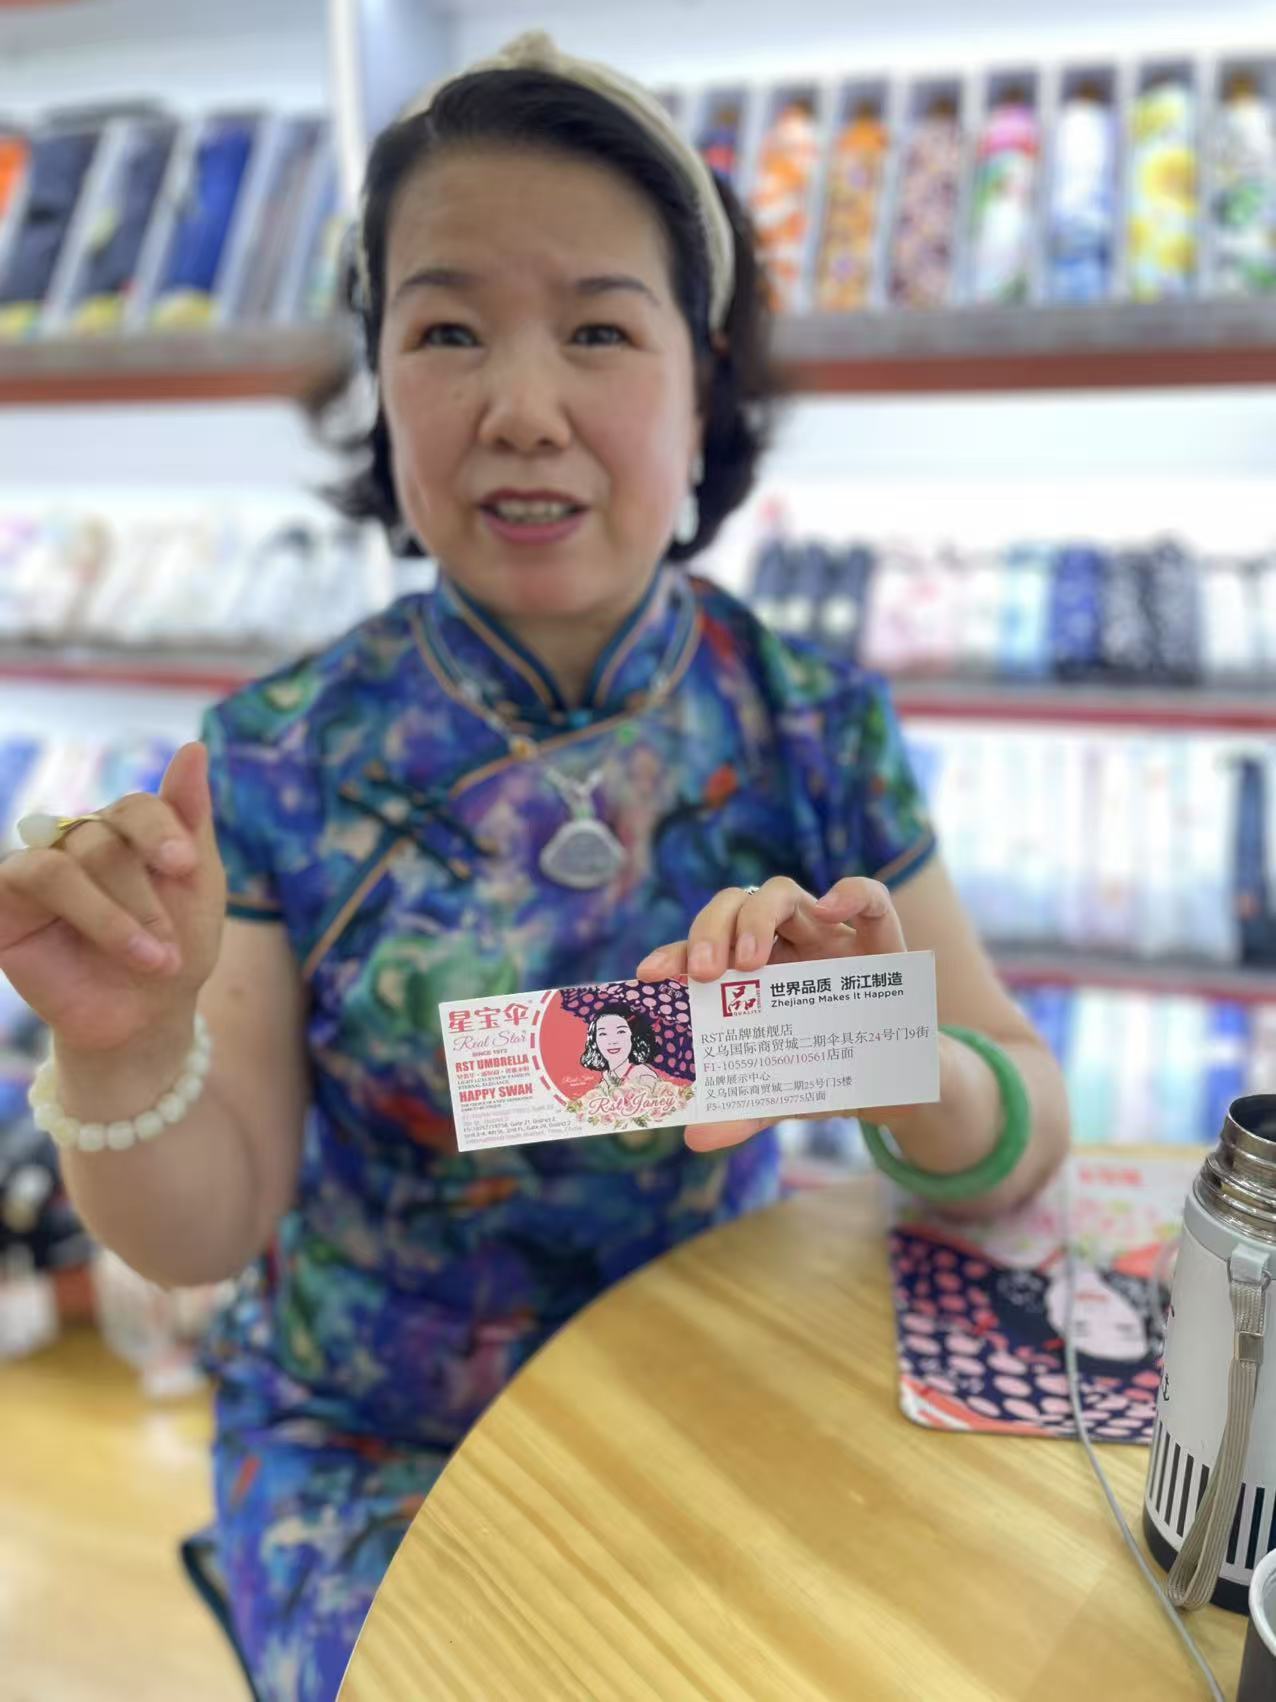 星宝伞
Real Star
SINCE 1973
RST UMBRELLA
ETERNAL ELEGANCE
HAPPY SWAN
Rst Janey
品
QUALITY
世界品质 浙江制造
Zhejiang Makes It Happen
RST品牌旗舰店
义乌国际商贸城二期伞具东24号门9街
F1-10559/10560/10561店面
品牌展示中心
义乌国际商贸城二期25号门5楼
F5-19757/19758/19775店面